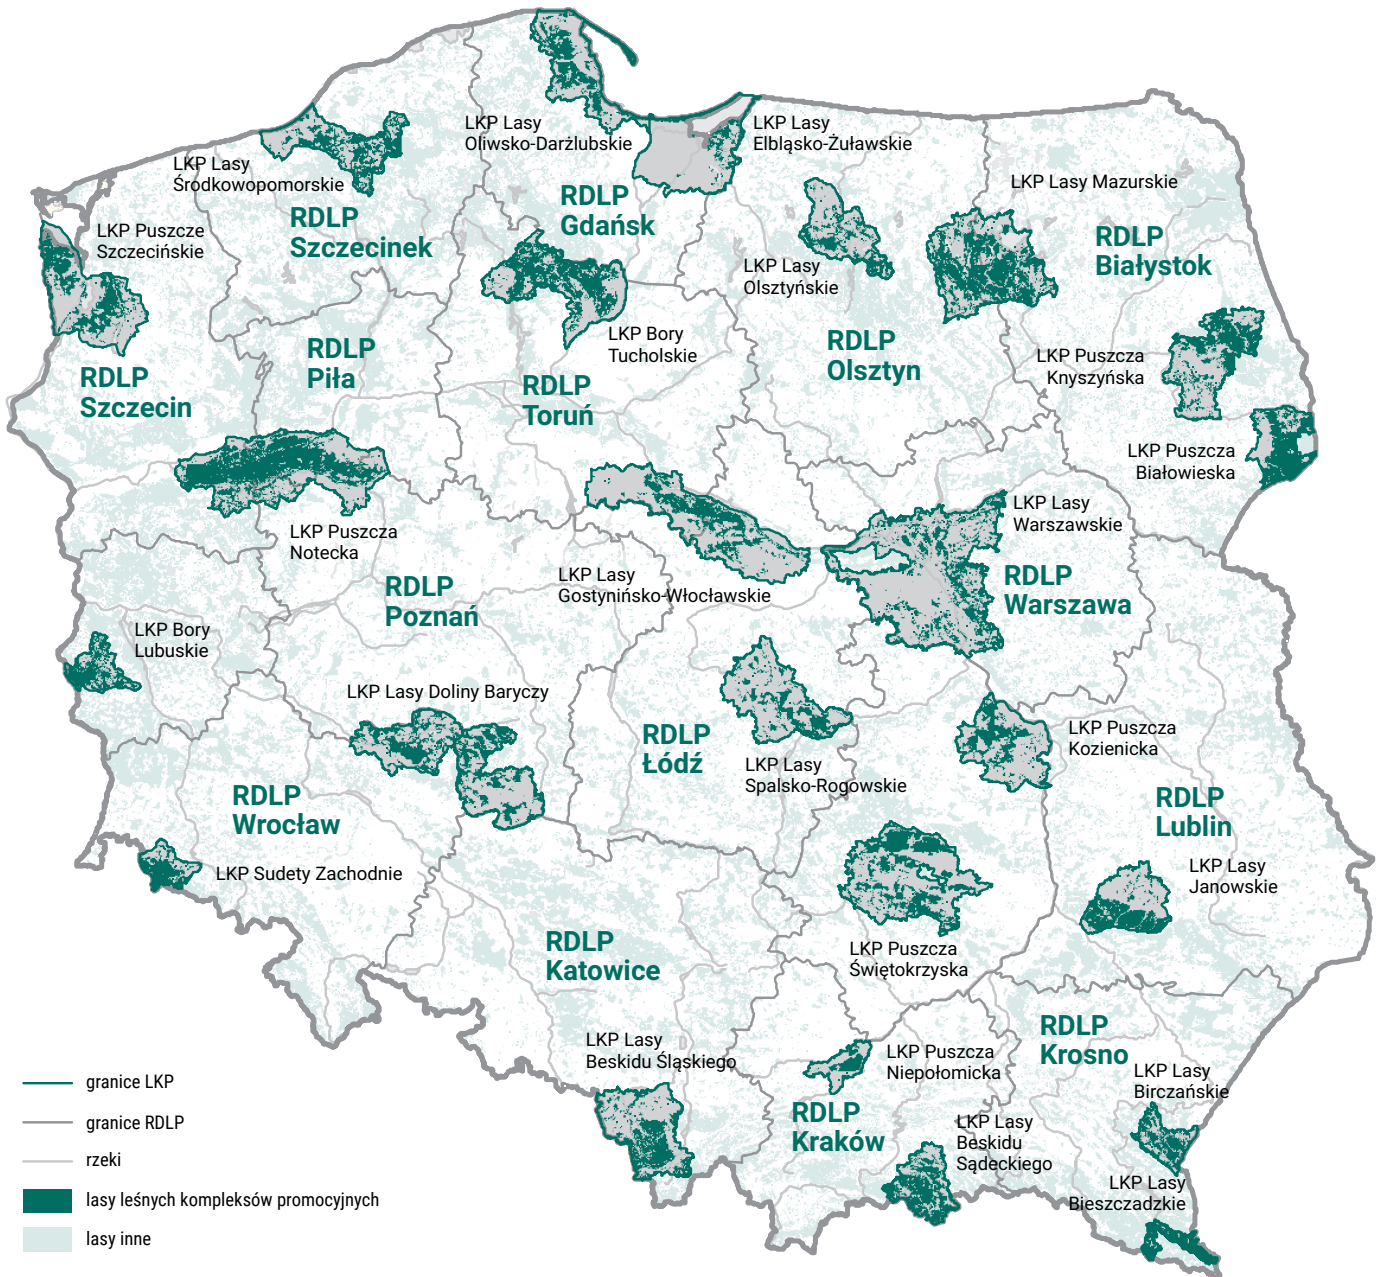 LKP Lasy
Oliwsko-Darżlubskie
LKP Lasy
Elbląsko-Żuławskie
LKP Lasy
Środkowopomorskie
LKP Lasy Mazurskie
RDLP
Gdańsk
RDLP
Szczecinek
LKP Puszcze
Szczecińskie
RDLP
Białystok
LKP Lasy
Olsztyńskie
LKP Bory
Tucholskie
RDLP
Olsztyn
RDLP
Piła
LKP Puszcza
Knyszyńska
RDLP
Szczecin
RDLP
Toruń
LKP Puszcza
Białowieska
LKP Lasy
Warszawskie
LKP Puszcza
Notecka
LKP Lasy
Gostynińsko-Włocławskie
RDLP
Warszawa
RDLP
Poznań
LKP Bory
Lubuskie
LKP Lasy Doliny Baryczy
LKP Puszcza
Kozienicka
RDLP
Łódź
LKP Lasy
Spalsko-Rogowskie
RDLP
Wrocław
RDLP
Lublin
LKP Sudety Zachodnie
LKP Lasy
Janowskie
RDLP
Katowice
LKP Puszcza
Świętokrzyska
RDLP
Krosno
LKP Lasy
Beskidu Śląskiego
LKP Puszcza
Niepołomicka
LKP Lasy
Birczańskie
RDLP
Kraków
LKP Lasy
Beskidu
Sądeckiego
LKP Lasy
Bieszczadzkie
granice LKP
granice RDLP
rzeki
lasy leśnych kompleksów promocyjnych
lasy inne